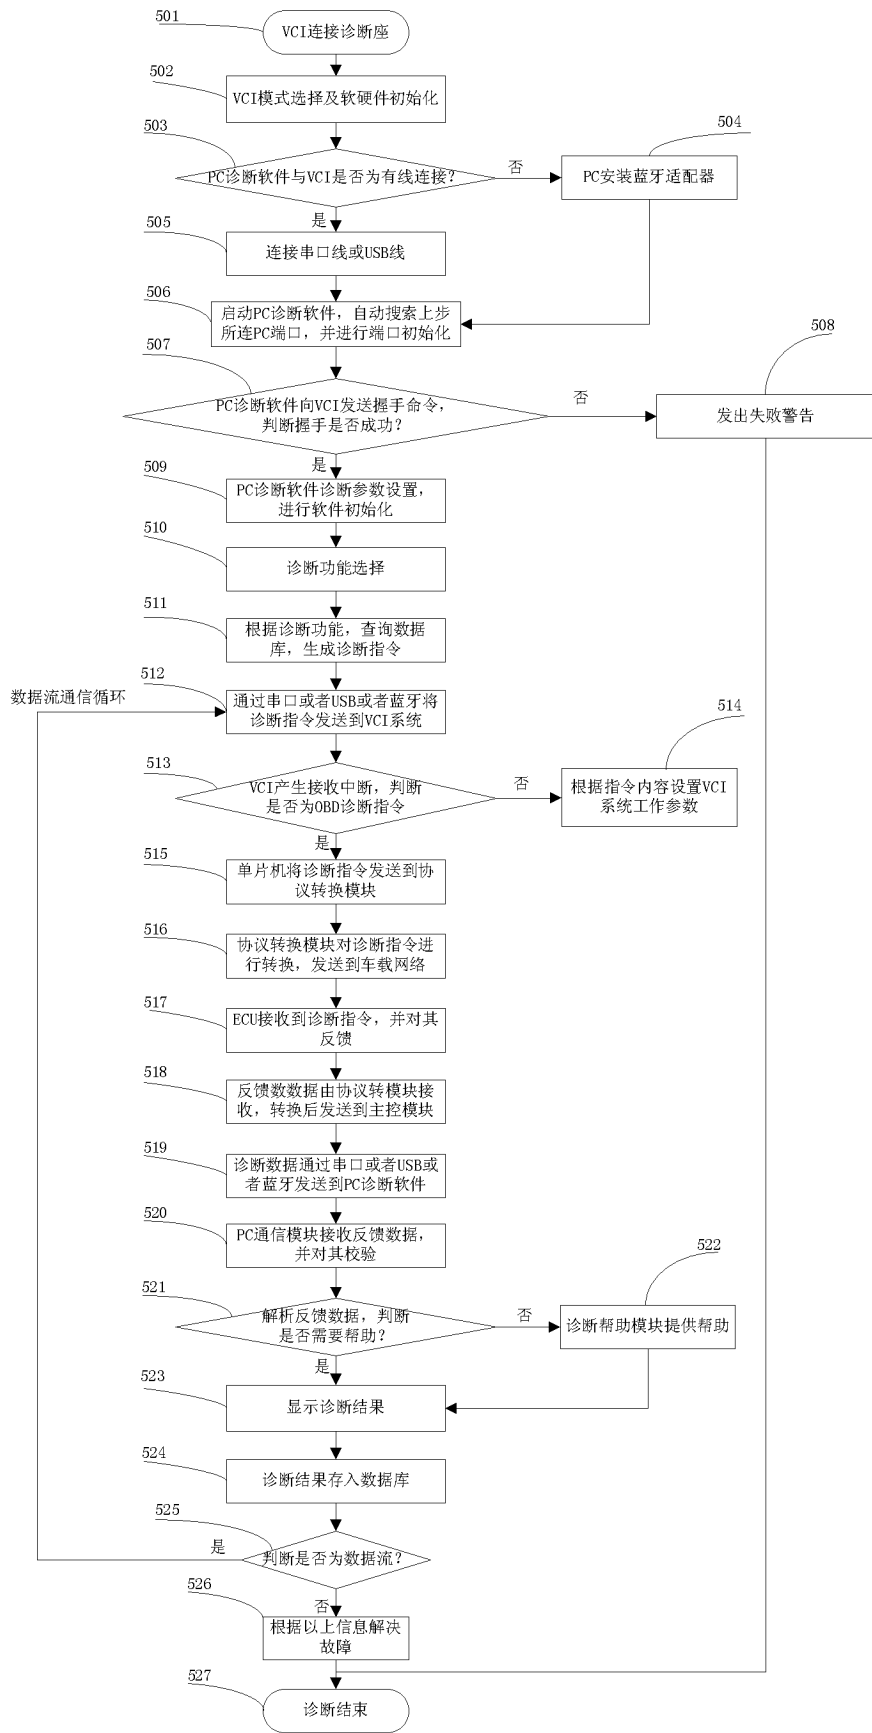 501
VCI连接诊断座
502
VCI模式选择及软硬件初始化
503
PC诊断软件与VCI是否为有线连接?
否
504
PC安装蓝牙适配器
是
505
连接串口线或USB线
506
启动PC诊断软件，自动搜索上步
所连PC端口，并进行端口初始化
507
PC诊断软件向VCI发送握手命令，
判断握手是否成功?
否
508
发出失败警告
是
509
PC诊断软件诊断参数设置，
进行软件初始化
510
诊断功能选择
511
根据诊断功能，查询数据
库，生成诊断指令
512
数据流通信循环
通过串口或者USB或者蓝牙将
诊断指令发送到VCI系统
513
VCI产生接收中断，判断
是否为OBD诊断指令
否
514
根据指令内容设置VCI
系统工作参数
是
515
单片机将诊断指令发送到协
议转换模块
516
协议转换模块对诊断指令进
行转换，发送到车载网络
517
ECU接收到诊断指令，并对其
反馈
518
反馈数数据由协议转模块接
收，转换后发送到主控模块
519
诊断数据通过串口或者USB或
者蓝牙发送到PC诊断软件
520
PC通信模块接收反馈数据，
并对其校验
521
解析反馈数据，判断
是否需要帮助?
否
522
诊断帮助模块提供帮助
是
523
显示诊断结果
524
诊断结果存入数据库
525
判断是否为数据流?
是
否
526
根据以上信息解决
故障
527
诊断结束